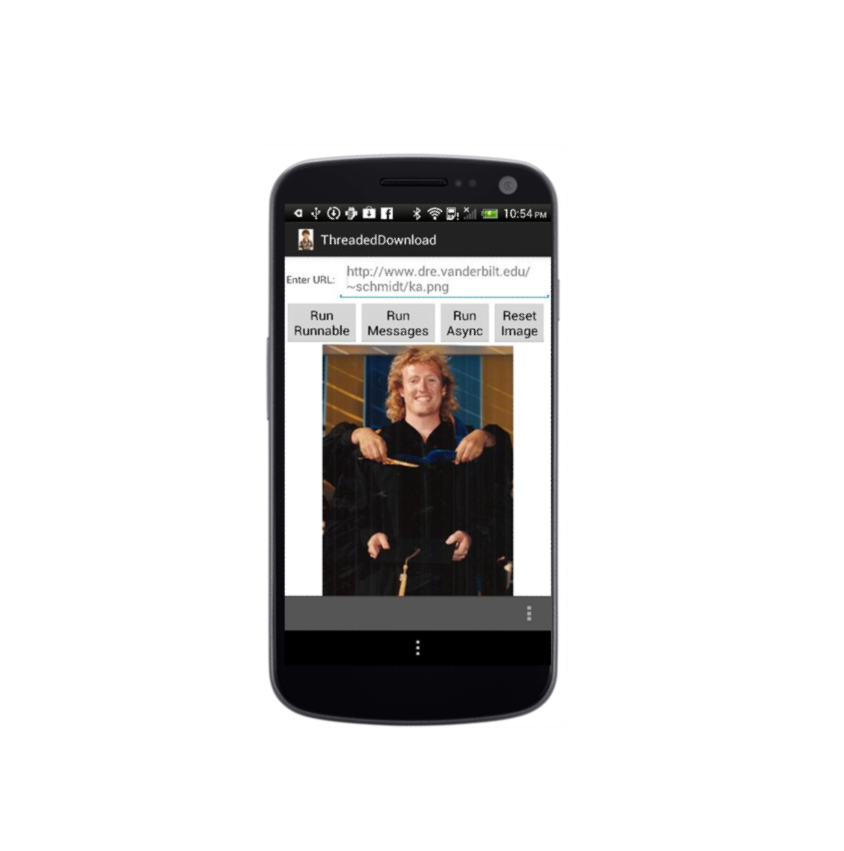 10:54 PM
ThreadedDownload
Enter URL:
http://www.dre.vanderbilt.edu/
~schmidt/ka.png
Run
Runnable
Run
Messages
Run
Async
Reset
Image